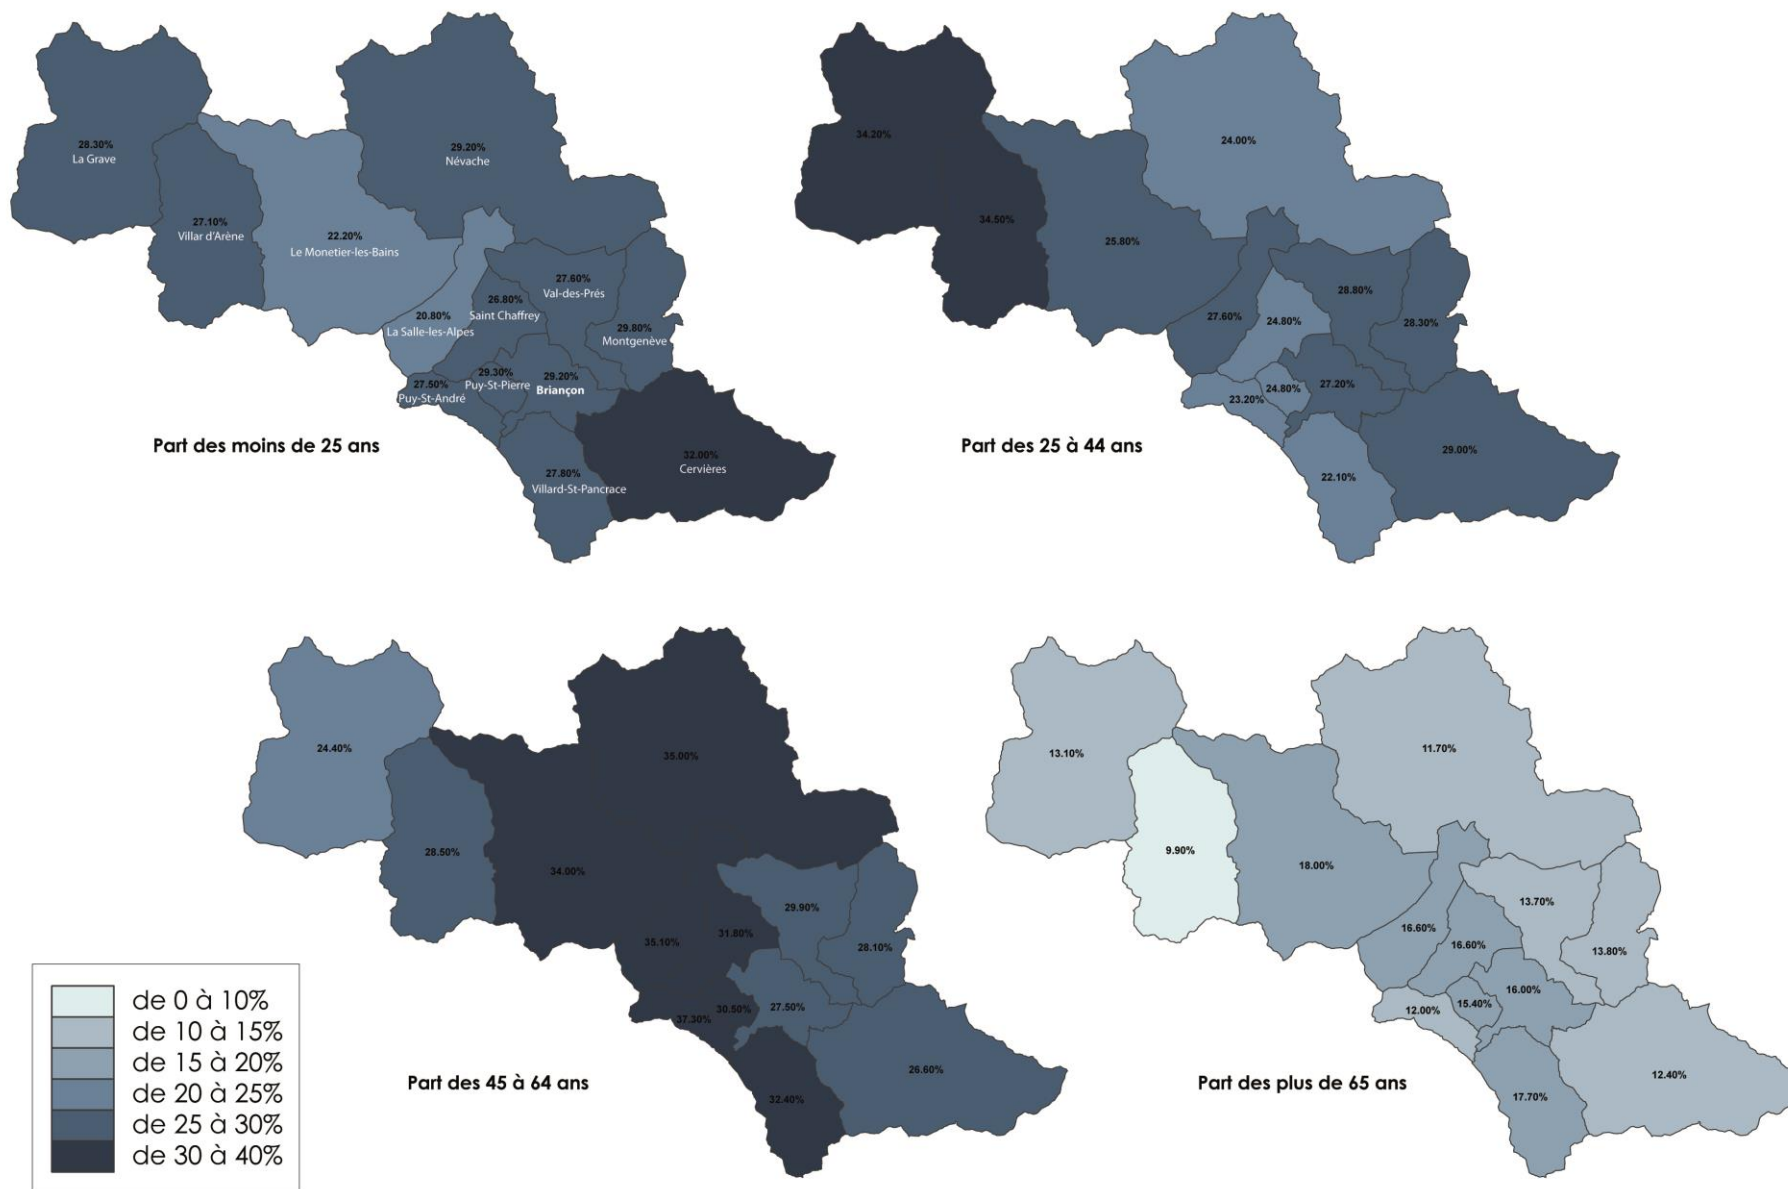 28.30%
La Grave
29.20%
Névache
27.10%
Villar d'Arène
22.20%
Le Monetier-les-Bains
27.60%
Val-des-Prés
26.80%
Saint Chaffrey
20.80%
La Salle-les-Alpes
29.80%
Montgenève
29.30%
Puy-St-Pierre
29.20%
Briançon
27.50%
Puy-St-André
32.00%
Cervières
27.80%
Villard-St-Pancrace
Part des moins de 25 ans
34.20%
24.00%
34.50%
25.80%
28.80%
27.60%
24.80%
28.30%
24.80%
27.20%
23.20%
29.00%
22.10%
Part des 25 à 44 ans
24.40%
35.00%
28.50%
34.00%
29.90%
31.80%
35.10%
28.10%
30.50%
27.50%
37.30%
26.60%
32.40%
Part des 45 à 64 ans
13.10%
11.70%
9.90%
18.00%
13.70%
16.60%
16.60%
13.80%
16.00%
15.40%
12.00%
12.40%
17.70%
Part des plus de 65 ans
de 0 à 10%
de 10 à 15%
de 15 à 20%
de 20 à 25%
de 25 à 30%
de 30 à 40%